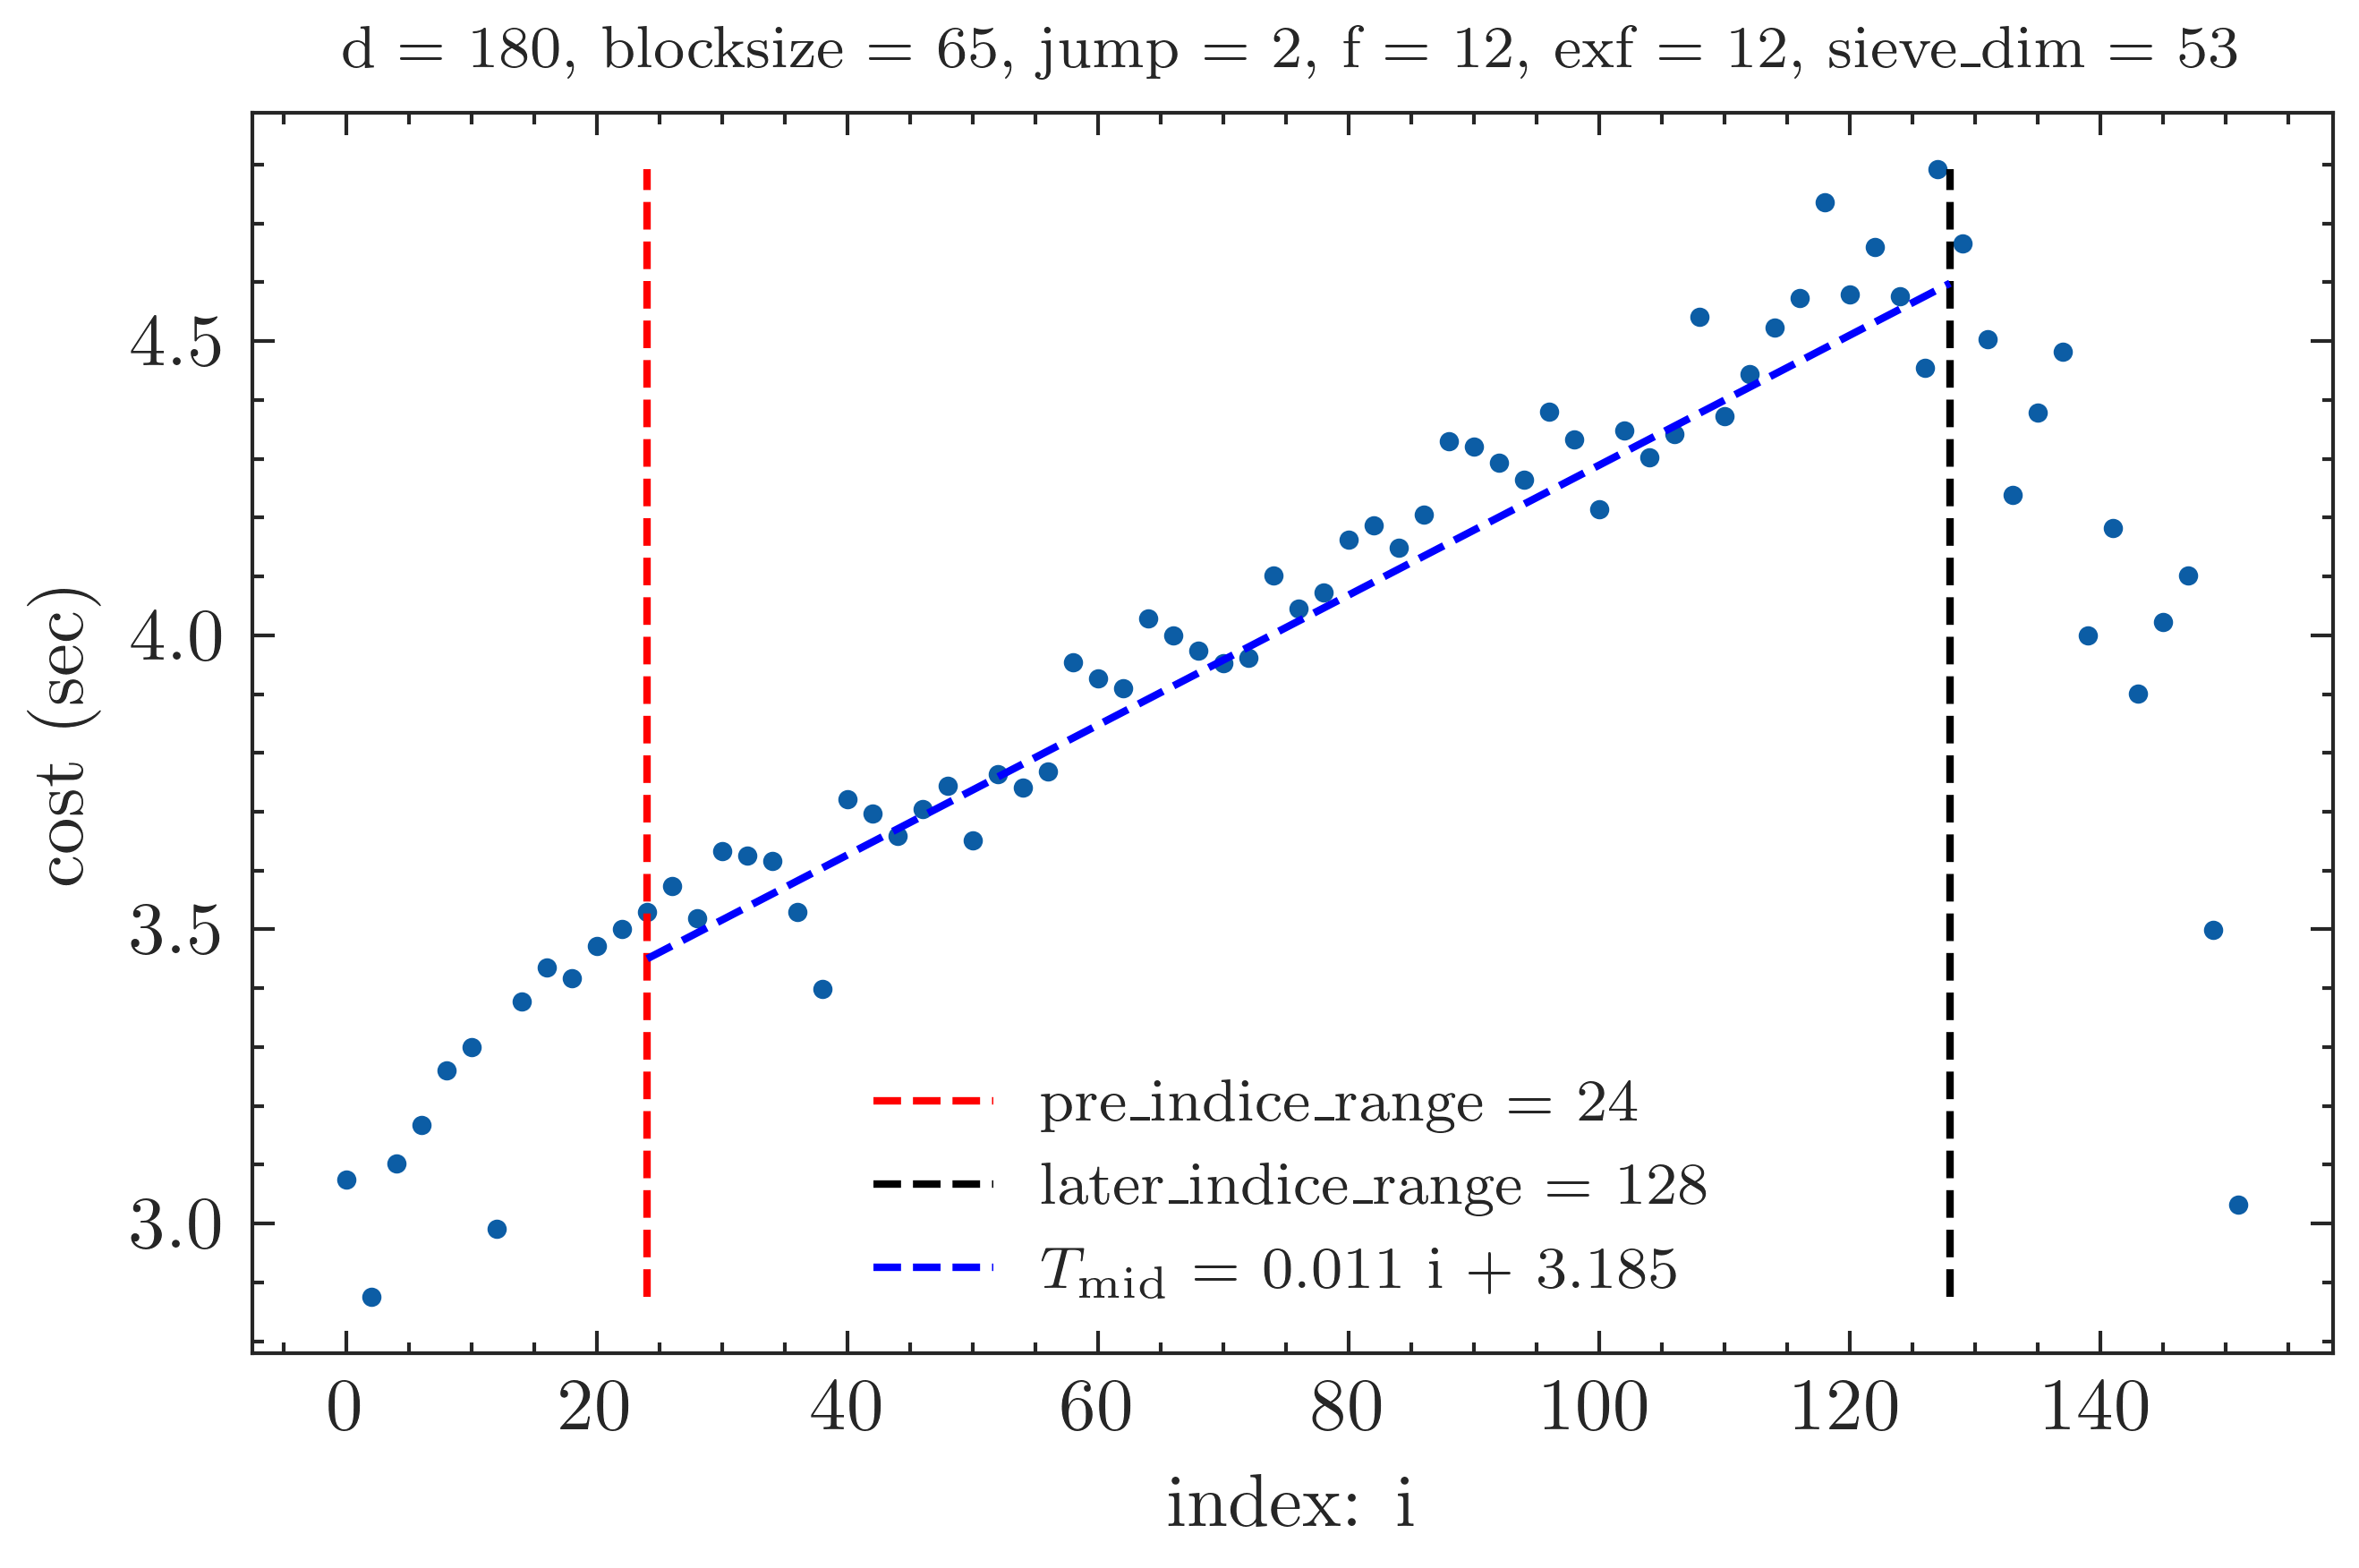 d = 180, blocksize = 65, jump = 2, f = 12, exf = 12, sieve_dim = 53
cost (sec)
4.5
4.0
3.5
3.0
pre_indice_range = 24
later_indice_range = 128
T_mid = 0.011 i + 3.185
0 20 40 60 80 100 120 140
index: i